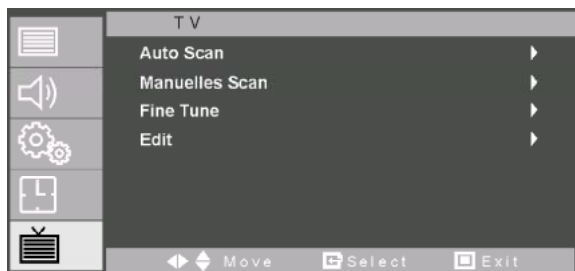 TV
Auto Scan
Manuelles Scan
Fine Tune
Edit
Move Select Exit